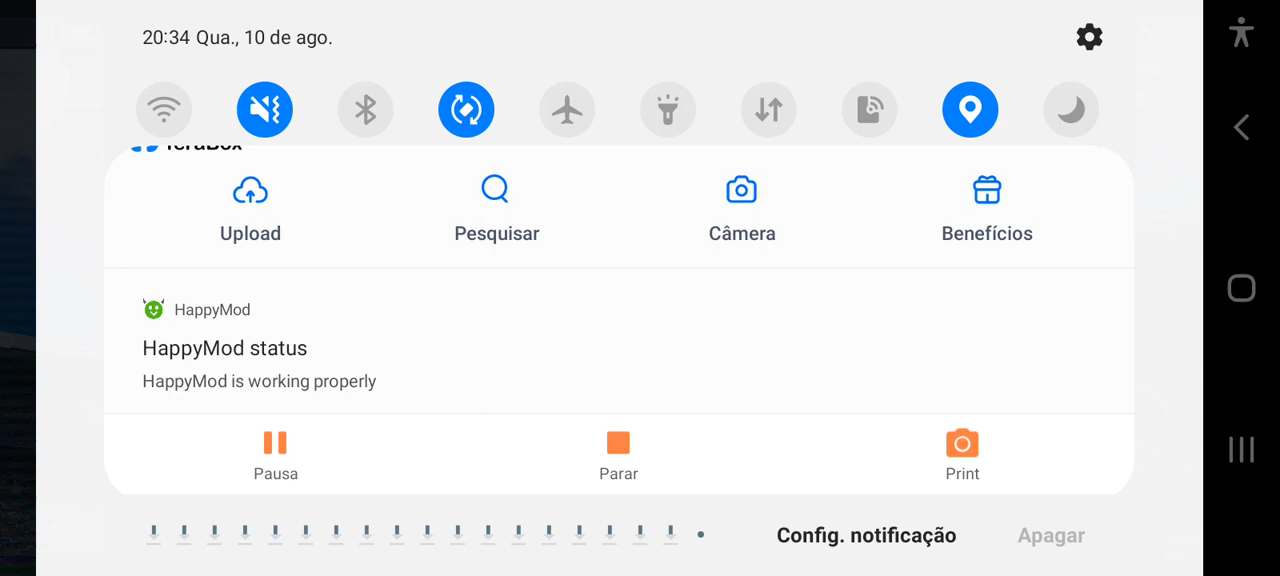 20:34 Qua., 10 de ago.
TeraBox
Upload
Pesquisar
Câmera
Benefícios
HappyMod
HappyMod status
HappyMod is working properly
Pausa
Parar
Print
Config. notificação
Apagar